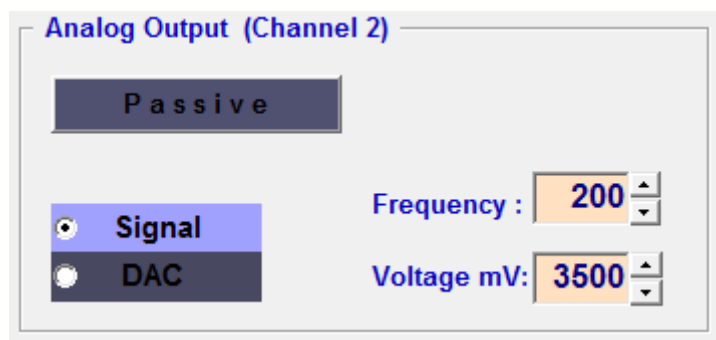 Analog Output (Channel 2)
Passive
Signal
DAC
Frequency : 200
Voltage mV: 3500